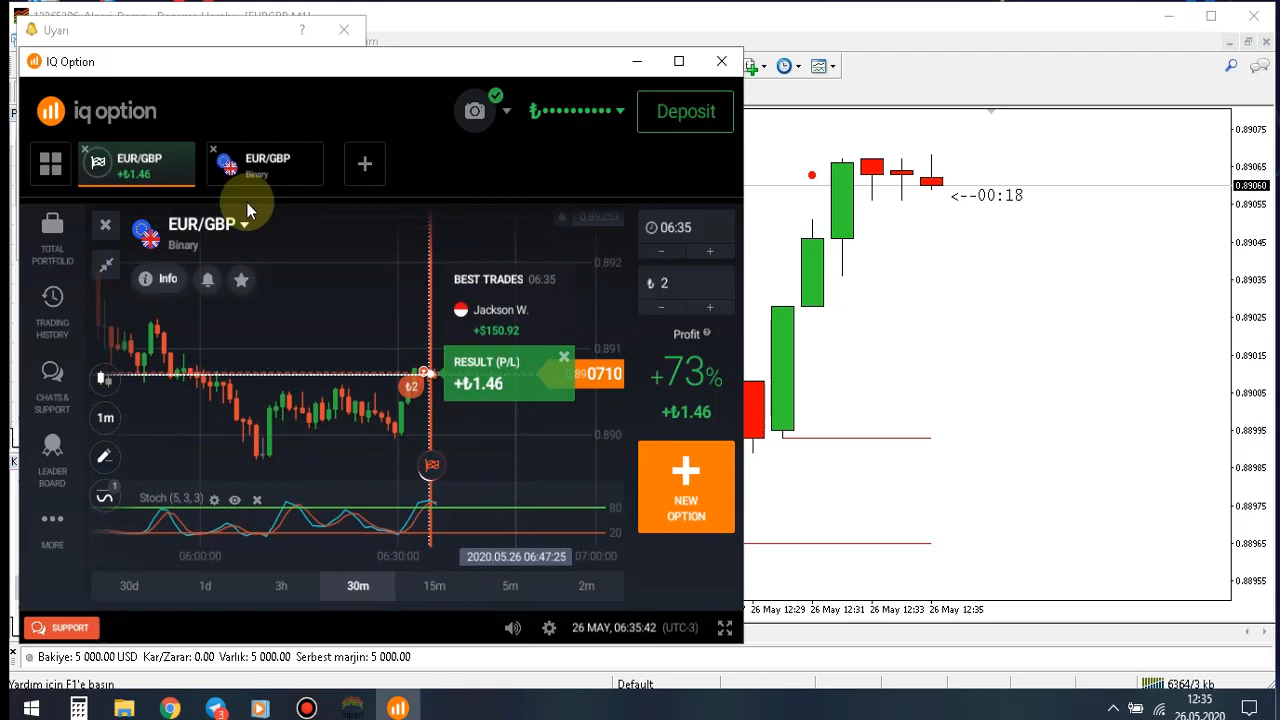 Uyarı
?
IQ Option
iq option
₺•••••••••••
Deposit
EUR/GBP
+₺1.46
EUR/GBP
Binary
EUR/GBP
Binary
Info
TOTAL
PORTFOLIO
TRADING
HISTORY
CHATS &
SUPPORT
LEADER
BOARD
MORE
1m
1
BEST TRADES 06:35
Jackson W.
+$150.92
RESULT (P/L)
+₺1.46
₺2
0.892
0.891
0.890
0710
Stoch (5, 3, 3)
80
20
06:00:00
06:30:00
2020.05.26 06:47:25
07:00:00
30d
1d
3h
30m
15m
5m
2m
06:35
₺ 2
Profit
+73%
+₺1.46
NEW
OPTION
SUPPORT
26 MAY, 06:35:42 (UTC-3)
<--00:18
0.89065
0.89060
0.89055
0.89045
0.89035
0.89025
0.89015
0.89005
0.88995
0.88985
0.88975
0.88965
0.88955
26 May 12:29
26 May 12:31
26 May 12:33
26 May 12:35
Bakiye: 5 000.00 USD Kar/Zarar: 0.00 Varlık: 5 000.00 Serbest marjin: 5 000.00
Yardım için F1'e basın
Default
6364/3 kb
3
alpari
12:35
26.05.2020